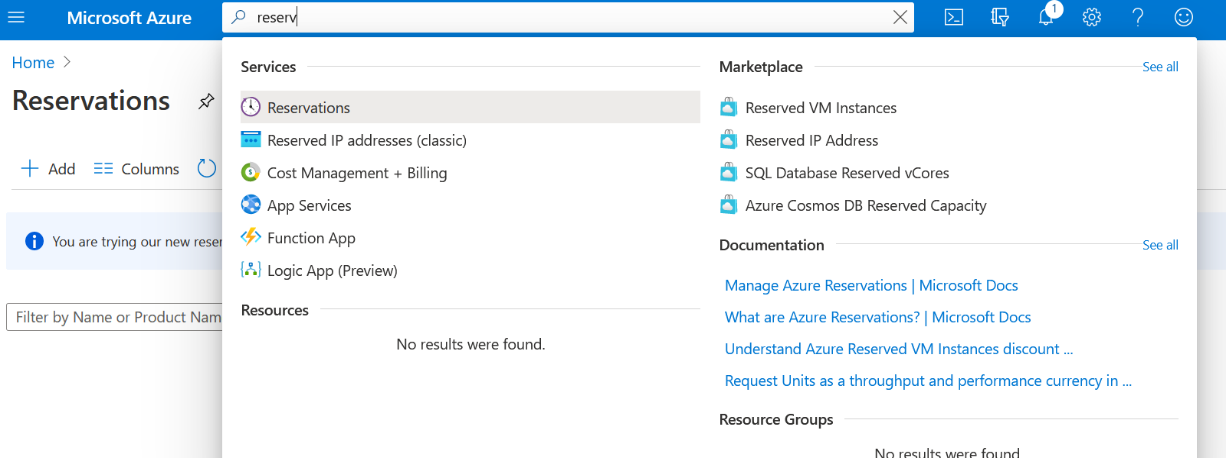 Microsoft Azure
reserv
1
Home >
Reservations
+ Add
Columns
You are trying our new reser
Filter by Name or Product Nam
Services
Reservations
Reserved IP addresses (classic)
Cost Management + Billing
App Services
Function App
Logic App (Preview)
Resources
No results were found.
Marketplace See all
Reserved VM Instances
Reserved IP Address
SQL Database Reserved vCores
Azure Cosmos DB Reserved Capacity
Documentation See all
Manage Azure Reservations | Microsoft Docs
What are Azure Reservations? | Microsoft Docs
Understand Azure Reserved VM Instances discount ...
Request Units as a throughput and performance currency in ...
Resource Groups
No results were found.